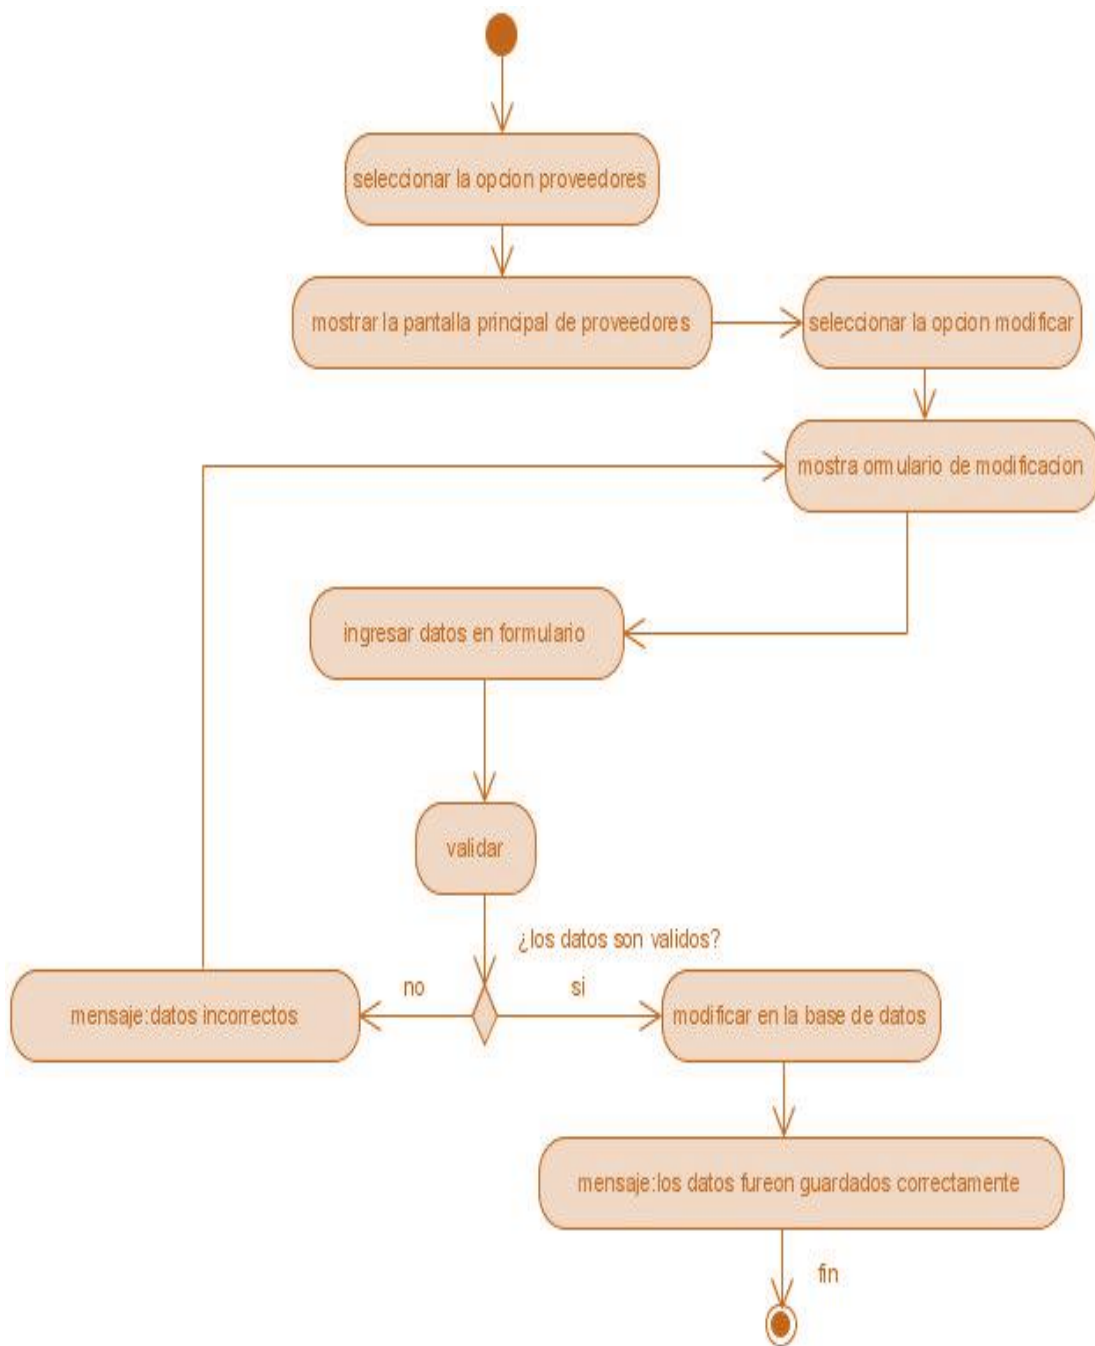 seleccionar la opcion proveedores
mostrar la pantalla principal de proveedores
seleccionar la opcion modificar
mostra ormulario de modificacion
ingresar datos en formulario
validar
¿los datos son validos?
no
si
mensaje:datos incorrectos
modificar en la base de datos
mensaje:los datos fureon guardados correctamente
fin